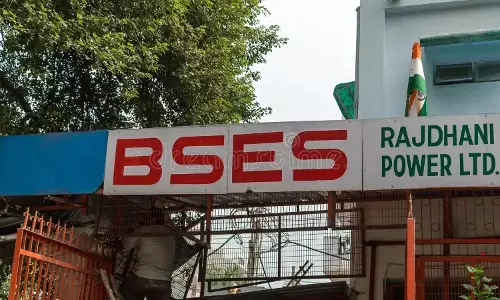 BSES
RAJDHANI
POWER LTD.